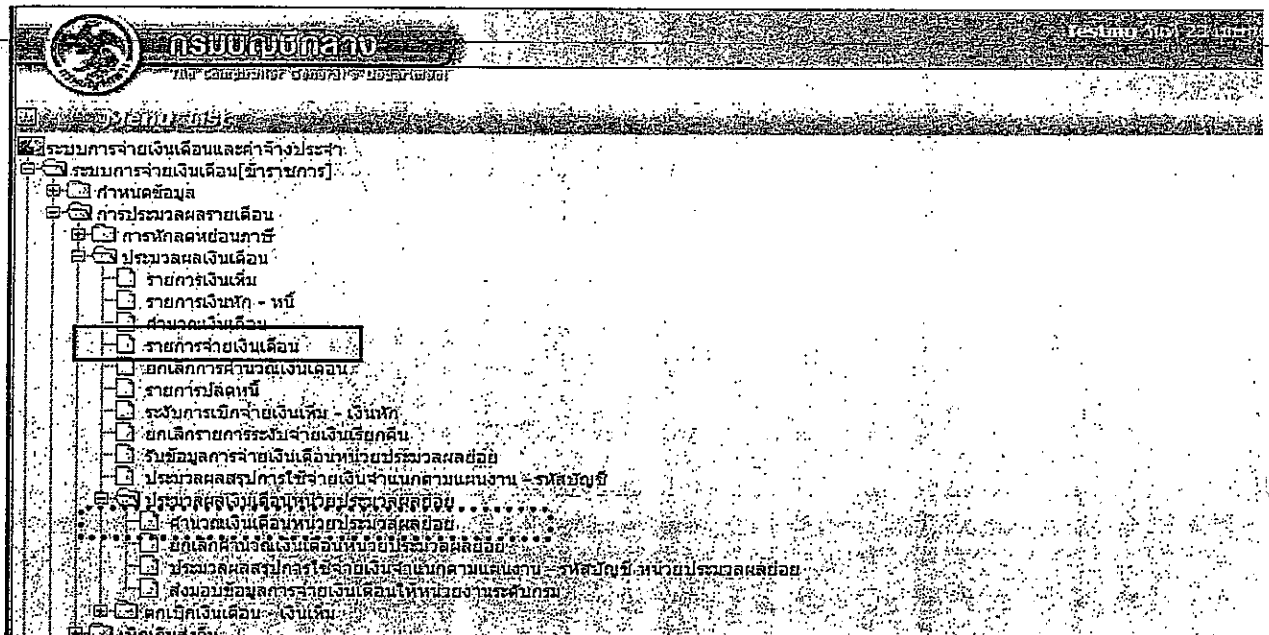 กรมบัญชีกลาง
Menu list
ระบบการจ่ายเงินเดือนและค่าจ้างประจำ
ระบบการจ่ายเงินเดือน[ข้าราชการ]
กำหนดข้อมูล
การประมวลผลรายเดือน
การหักลดหย่อนภาษี
ประมวลผลเงินเดือน
รายการเงินเพิ่ม
รายการเงินหัก - หนี้
คำนวณเงินเดือน
รายการจ่ายเงินเดือน
ยกเลิกการคำนวณเงินเดือน
รายการปลดหนี้
ระงับการเบิกจ่ายเงินเพิ่ม - เงินหัก
ยกเลิกรายการระงับจ่ายเงินเรียกคืน
รับข้อมูลการจ่ายเงินเดือนหน่วยประมวลผลย่อย
ประมวลผลสรุปการใช้จ่ายเงินจำแนกตามแผนงาน - รหัสบัญชี
ประมวลผลเงินเดือนหน่วยประมวลผลย่อย
คำนวณเงินเดือนหน่วยประมวลผลย่อย
ยกเลิกคำนวณเงินเดือนหน่วยประมวลผลย่อย
ประมวลผลสรุปการใช้จ่ายเงินจำแนกตามแผนงาน - รหัสบัญชี หน่วยประมวลผลย่อย
ส่งมอบข้อมูลการจ่ายเงินเดือนให้หน่วยงานระดับกรม
ตกเบิกเงินเดือน - เงินเพิ่ม